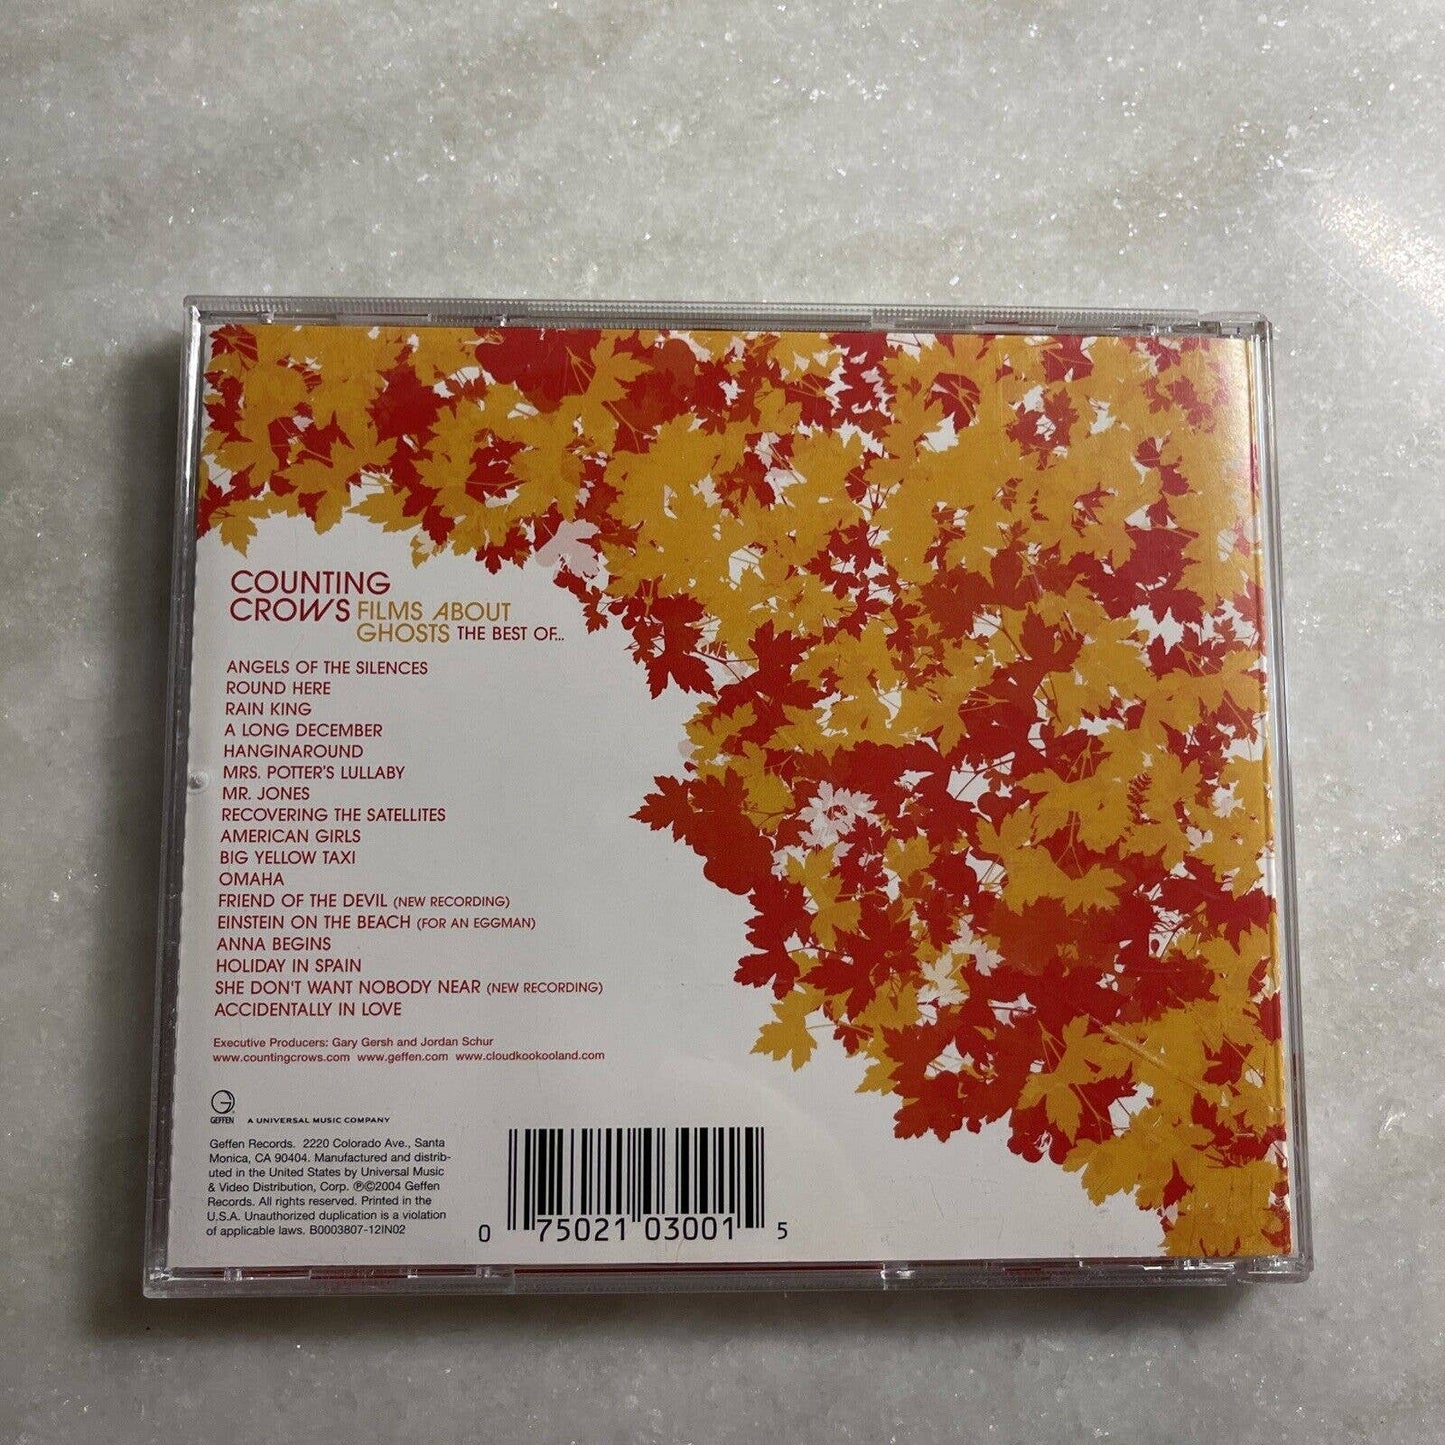 COUNTING
CROWS FILMS ABOUT
GHOSTS THE BEST OF...
ANGELS OF THE SILENCES
ROUND HERE
RAIN KING
A LONG DECEMBER
HANGINAROUND
MRS. POTTER'S LULLABY
MR. JONES
RECOVERING THE SATELLITES
AMERICAN GIRLS
BIG YELLOW TAXI
OMAHA
FRIEND OF THE DEVIL (NEW RECORDING)
EINSTEIN ON THE BEACH (FOR AN EGGMAN)
ANNA BEGINS
HOLIDAY IN SPAIN
SHE DON'T WANT NOBODY NEAR (NEW RECORDING)
ACCIDENTALLY IN LOVE
Executive Producers: Gary Gersh and Jordan Schur
www.countingcrows.com www.geffen.com www.cloudkookooland.com
GEFFEN A UNIVERSAL MUSIC COMPANY
Geffen Records. 2220 Colorado Ave., Santa
Monica, CA 90404. Manufactured and distrib-
uted in the United States by Universal Music
& Video Distribution, Corp. ℗©2004 Geffen
Records. All rights reserved. Printed in the
U.S.A. Unauthorized duplication is a violation
of applicable laws. B0003807-12IN02
0 75021 03001 5